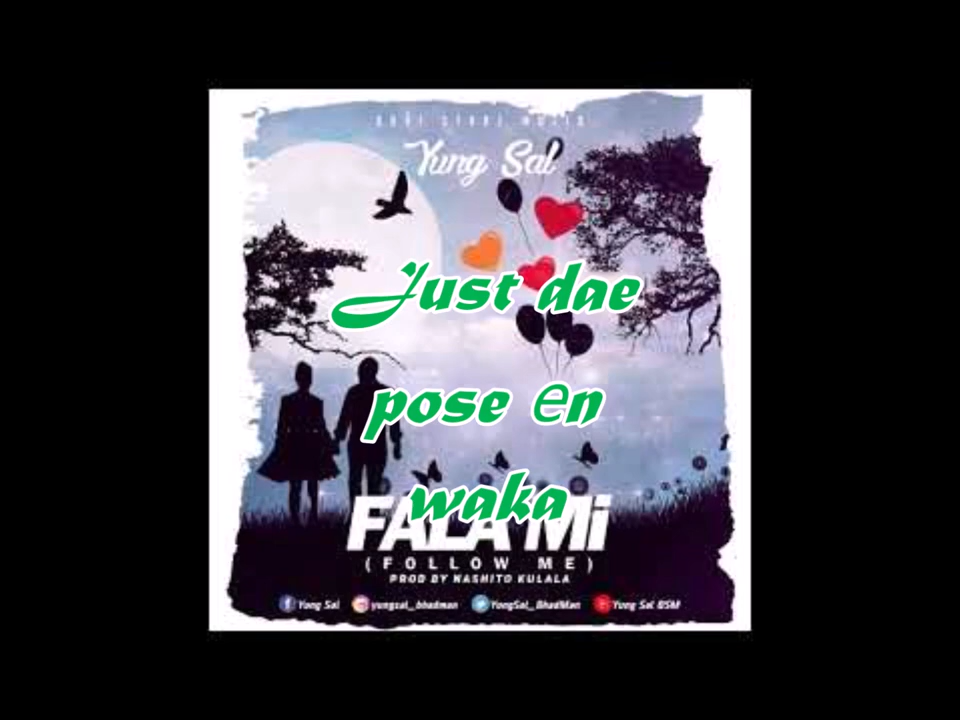 Yung Sal
Just dae
pose en
waka
FALA Mi
(FOLLOW ME)
PROD BY NASHITO KULALA
Yung Sal yungsal_bhadman YungSal_BhadMan Yung Sal BSM